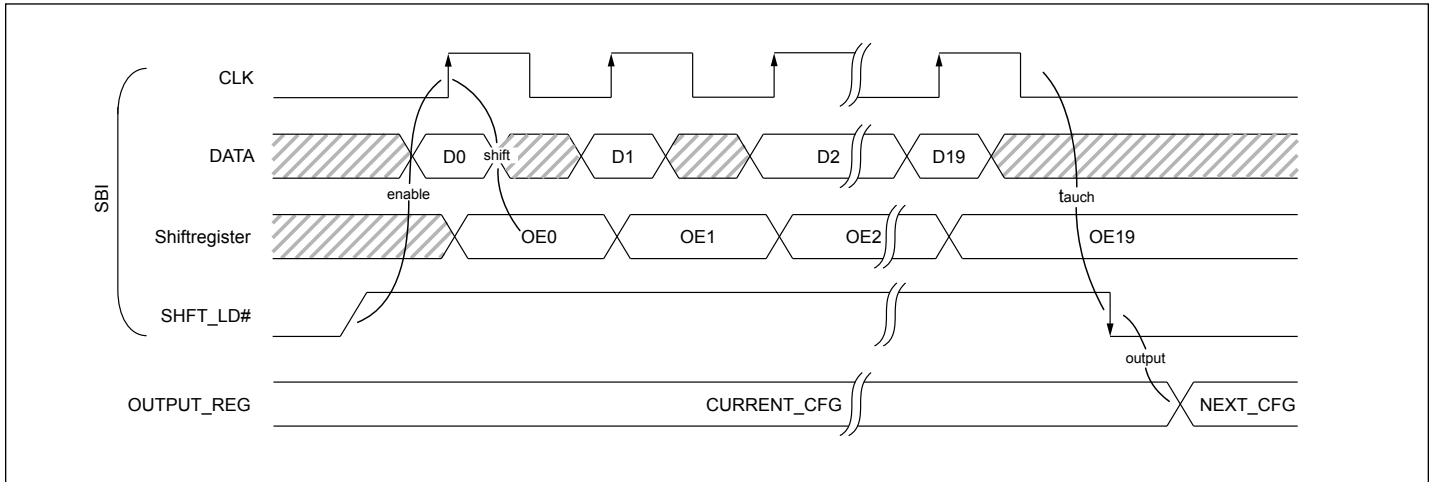 SBI
CLK
DATA
D0
shift
D1
D2
D19
enable
tauch
Shiftregister
OE0
OE1
OE2
OE19
SHFT_LD#
output
OUTPUT_REG
CURRENT_CFG
NEXT_CFG